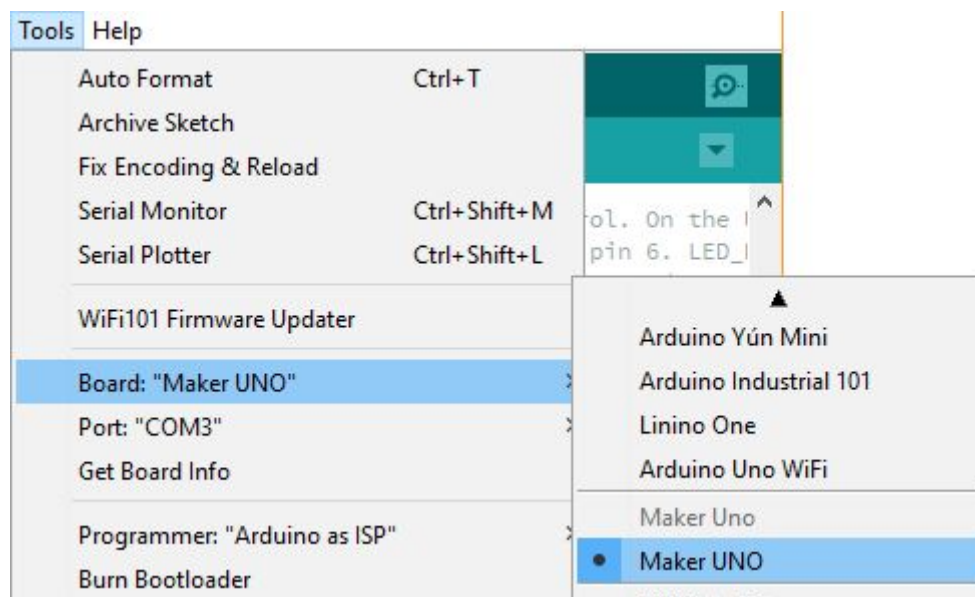 Tools Help
Auto Format Ctrl+T
Archive Sketch
Fix Encoding & Reload
Serial Monitor Ctrl+Shift+M
Serial Plotter Ctrl+Shift+L
WiFi101 Firmware Updater
Board: "Maker UNO"
Port: "COM3"
Get Board Info
Programmer: "Arduino as ISP"
Burn Bootloader
ol. On the
pin 6. LED_
Arduino Yún Mini
Arduino Industrial 101
Linino One
Arduino Uno WiFi
Maker Uno
Maker UNO